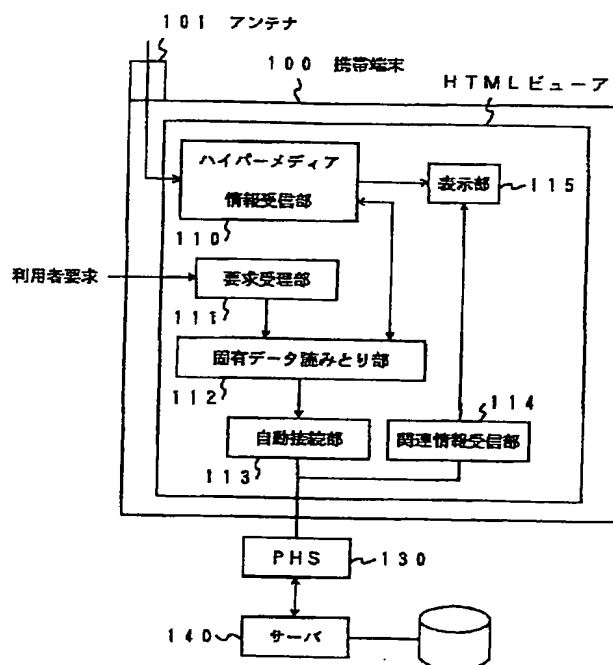 101 アンテナ
100 携帯端末
HTMLビューア
ハイパーメディア
情報受信部
110
表示部
115
利用者要求
要求受理部
111
固有データ読みとり部
112
114
自動接続部
113
関連情報受信部
PHS
130
140
サーバ